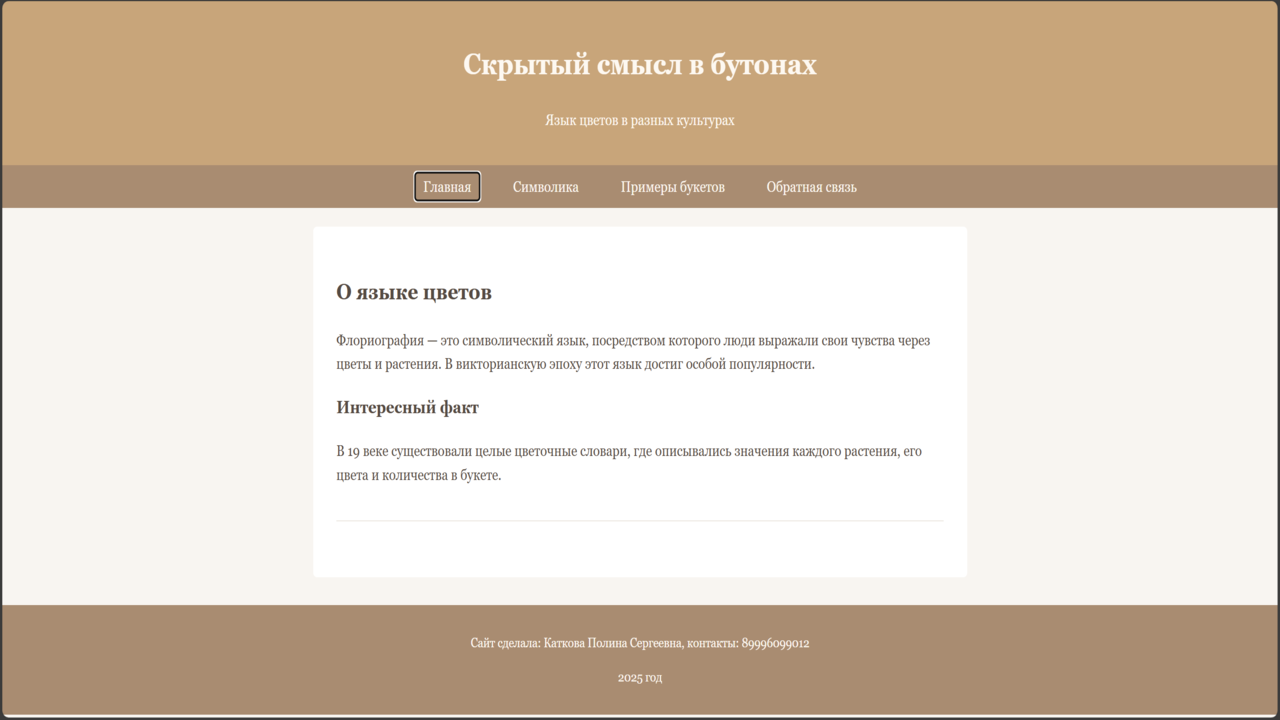 Скрытый смысл в бутонах
Язык цветов в разных культурах
Главная
Символика
Примеры букетов
Обратная связь
О языке цветов
Флориография — это символический язык, посредством которого люди выражали свои чувства через
цветы и растения. В викторианскую эпоху этот язык достиг особой популярности.
Интересный факт
В 19 веке существовали целые цветочные словари, где описывались значения каждого растения, его
цвета и количества в букете.
Сайт сделала: Каткова Полина Сергеевна, контакты: 89996099012
2025 год